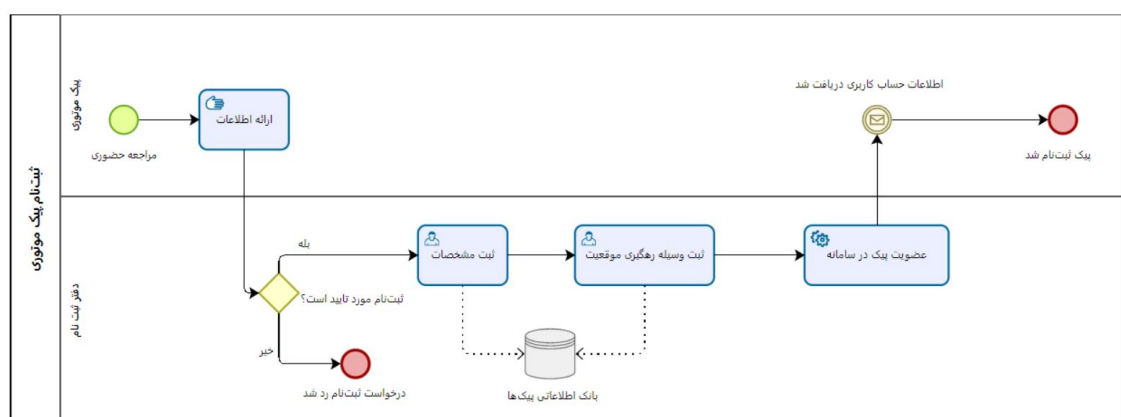 ثبت‌نام پیک موتوری
پیک موتوری
مراجعه حضوری
ارائه اطلاعات
اطلاعات حساب کاربری دریافت شد
پیک ثبت‌نام شد
دفتر ثبت نام
ثبت‌نام مورد تایید است؟
بله
خیر
درخواست ثبت‌نام رد شد
ثبت مشخصات
ثبت وسیله رهگیری موقعیت
عضویت پیک در سامانه
بانک اطلاعاتی پیک‌ها